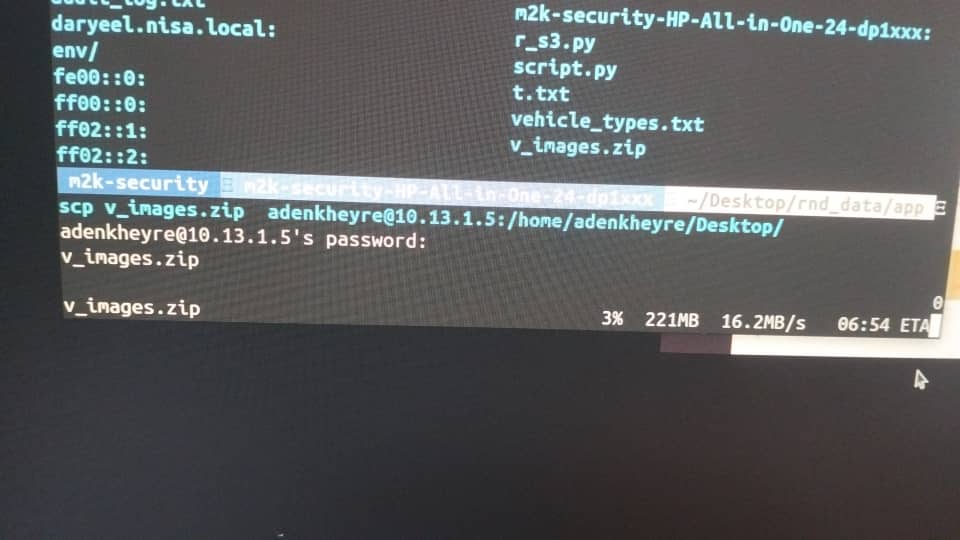 audit_log.txt
daryeel.nisa.local:
env/
fe00::0:
ff00::0:
ff02::1:
ff02::2:
m2k-security-HP-All-in-One-24-dp1xxx:
r_s3.py
script.py
t.txt
vehicle_types.txt
v_images.zip
m2k-security m2k-security-HP-All-in-One-24-dp1xxx ~/Desktop/rnd_data/app
scp v_images.zip adenkheyre@10.13.1.5:/home/adenkheyre/Desktop/
adenkheyre@10.13.1.5's password:
v_images.zip
0
v_images.zip 3% 221MB 16.2MB/s 06:54 ETA